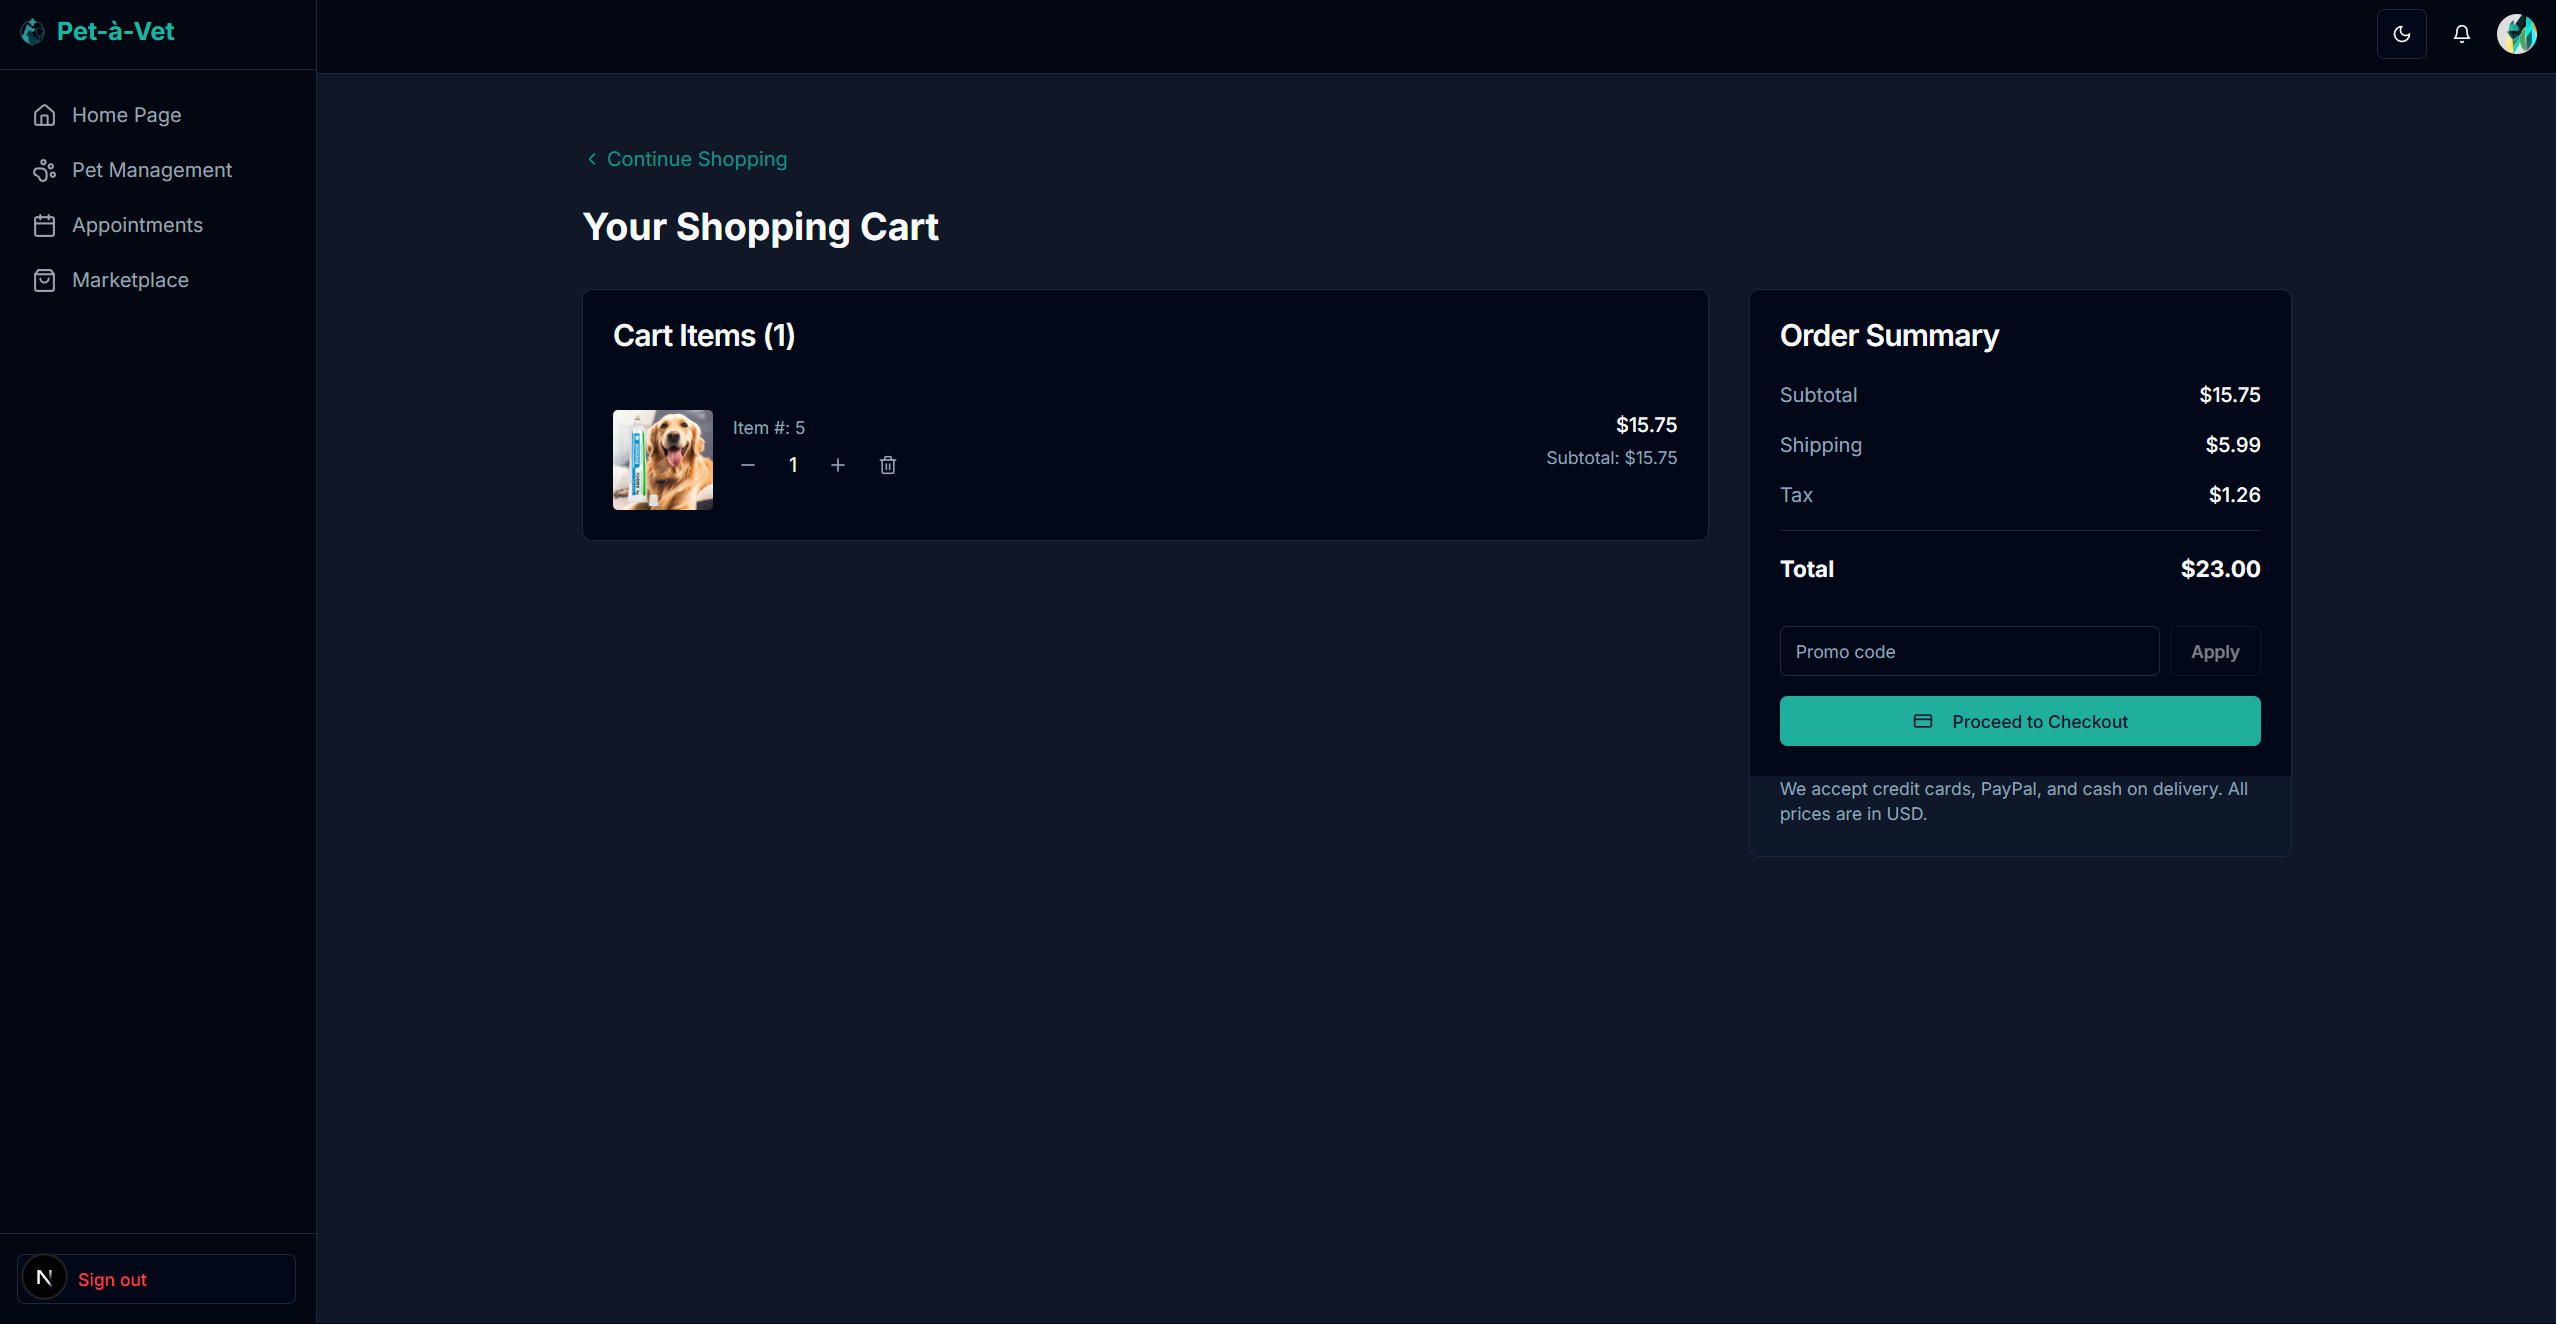 Pet-à-Vet
Home Page
Pet Management
Appointments
Marketplace
Continue Shopping
Your Shopping Cart
Cart Items (1)
Item #: 5
1
$15.75
Subtotal: $15.75
Order Summary
Subtotal $15.75
Shipping $5.99
Tax $1.26
Total $23.00
Promo code
Apply
Proceed to Checkout
We accept credit cards, PayPal, and cash on delivery. All
prices are in USD.
N
Sign out